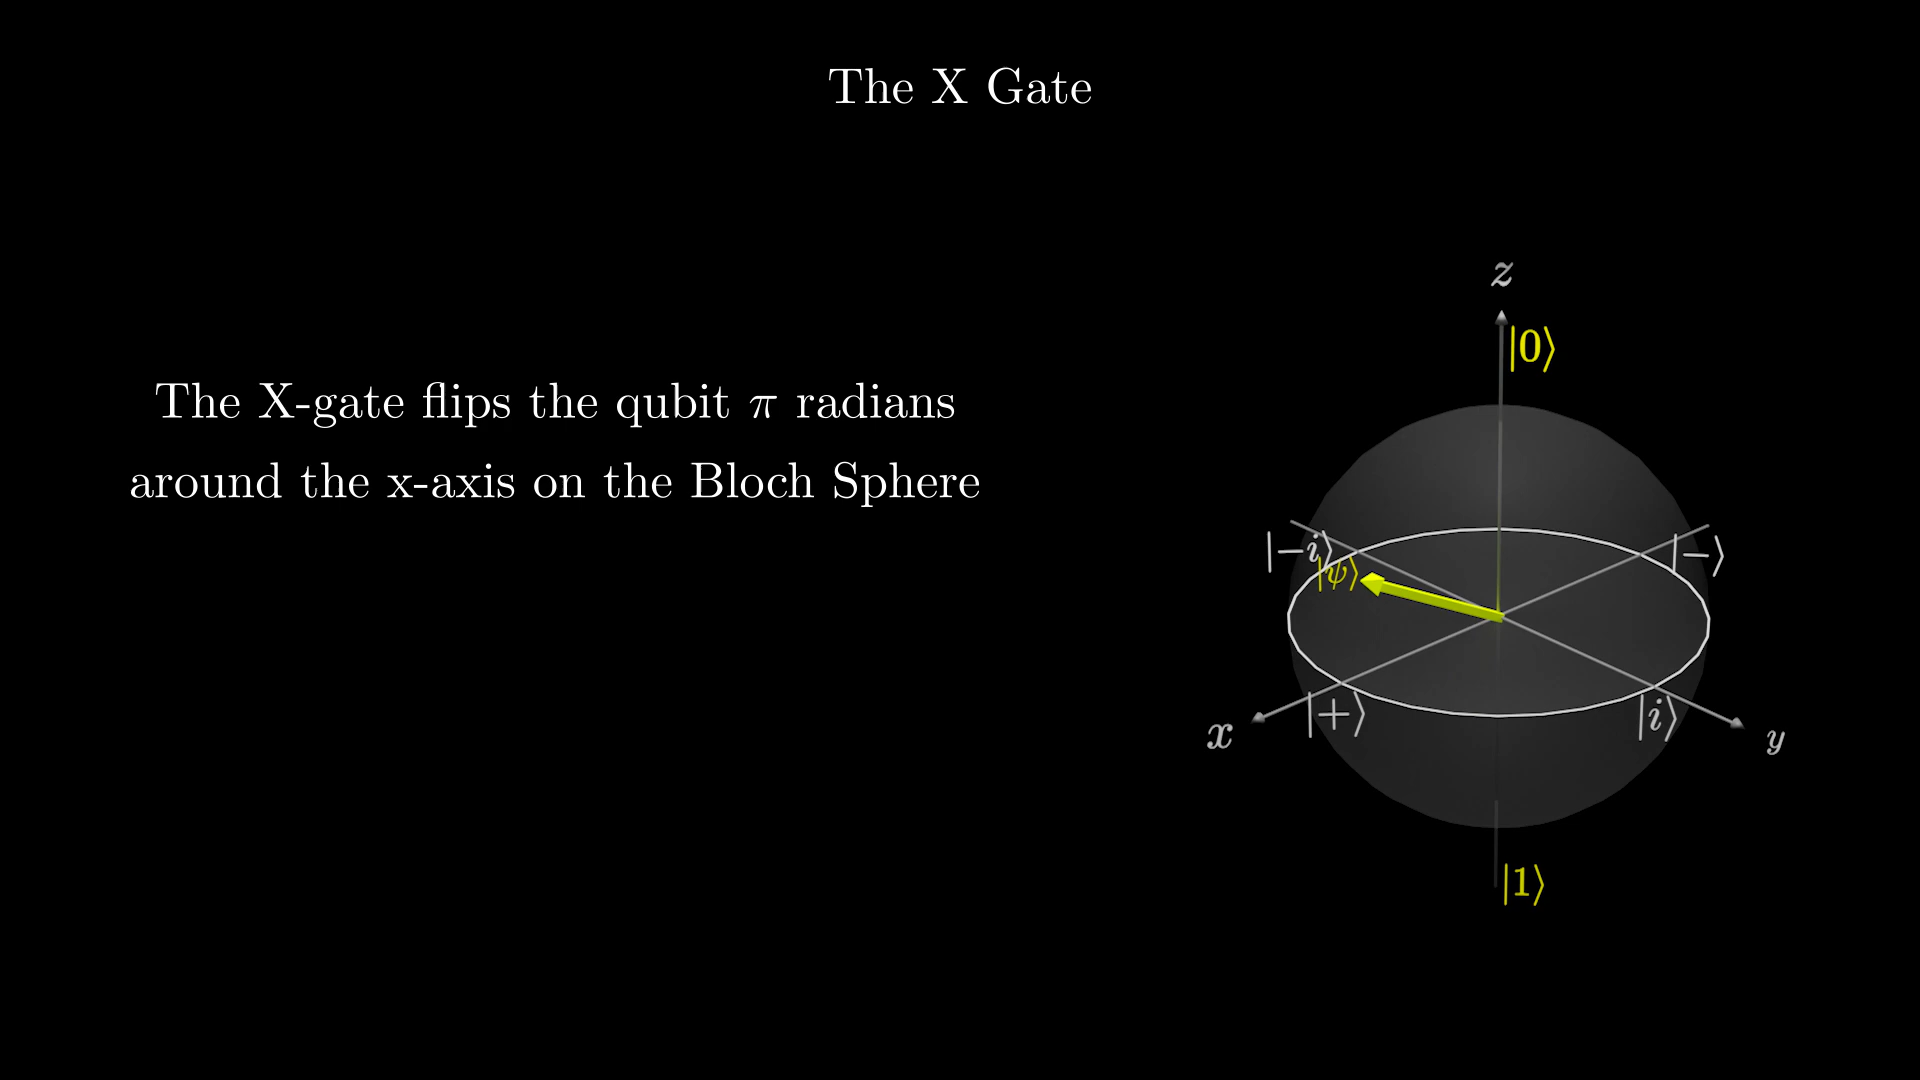 The X Gate
The X-gate flips the qubit π radians
around the x-axis on the Bloch Sphere
z
|0⟩
|−i⟩
|−⟩
|ψ⟩
|+⟩
|i⟩
x
y
|1⟩